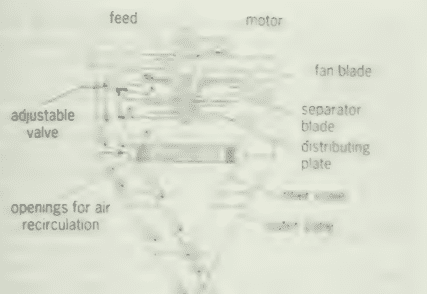 feed
motor
fan blade
adjustable
valve
separator
blade
distributing
plate
openings for air
recirculation